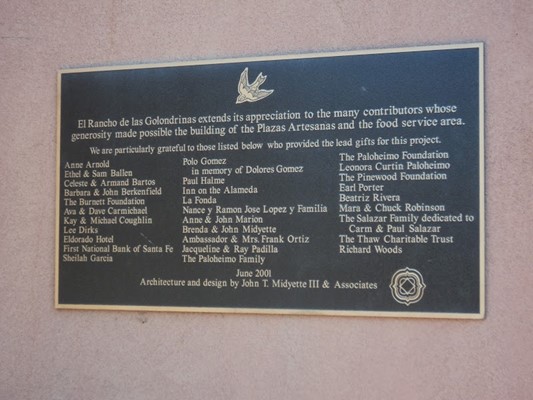 El Rancho de las Golondrinas extends its appreciation to the many contributors whose
generosity made possible the building of the Plazas Artesanas and the food service area.
We are particularly grateful to those listed below who provided the lead gifts for this project.
Anne Arnold
Ethel & Sam Ballen
Celeste & Armand Bartos
Barbara & John Berkenfield
The Burnett Foundation
Ava & Dave Carmichael
Kay & Michael Coughlin
Lee Dirks
Eldorado Hotel
First National Bank of Santa Fe
Sheilah Garcia
Polo Gomez
in memory of Dolores Gomez
Paul Halme
Inn on the Alameda
La Fonda
Nance y Ramon Jose Lopez y Familia
Anne & John Marion
Brenda & John Midyette
Ambassador & Mrs. Frank Ortiz
Jacqueline & Ray Padilla
The Paloheimo Family
The Paloheimo Foundation
Leonora Curtin Paloheimo
The Pinewood Foundation
Earl Porter
Beatriz Rivera
Mara & Chuck Robinson
The Salazar Family dedicated to
Carm & Paul Salazar
The Thaw Charitable Trust
Richard Woods
June 2001
Architecture and design by John T. Midyette III & Associates